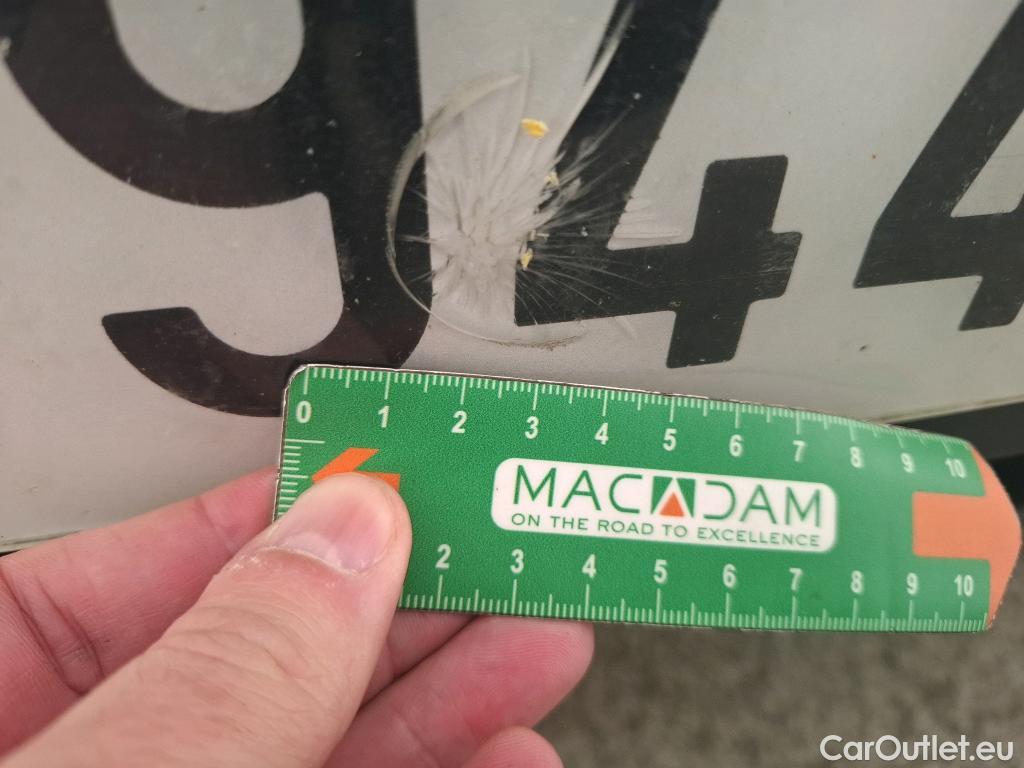 944
0 1 2 3 4 5 6 7 8 9 10
MACADAM
ON THE ROAD TO EXCELLENCE
2 3 4 5 6 7 8 9 10
CarOutlet.eu